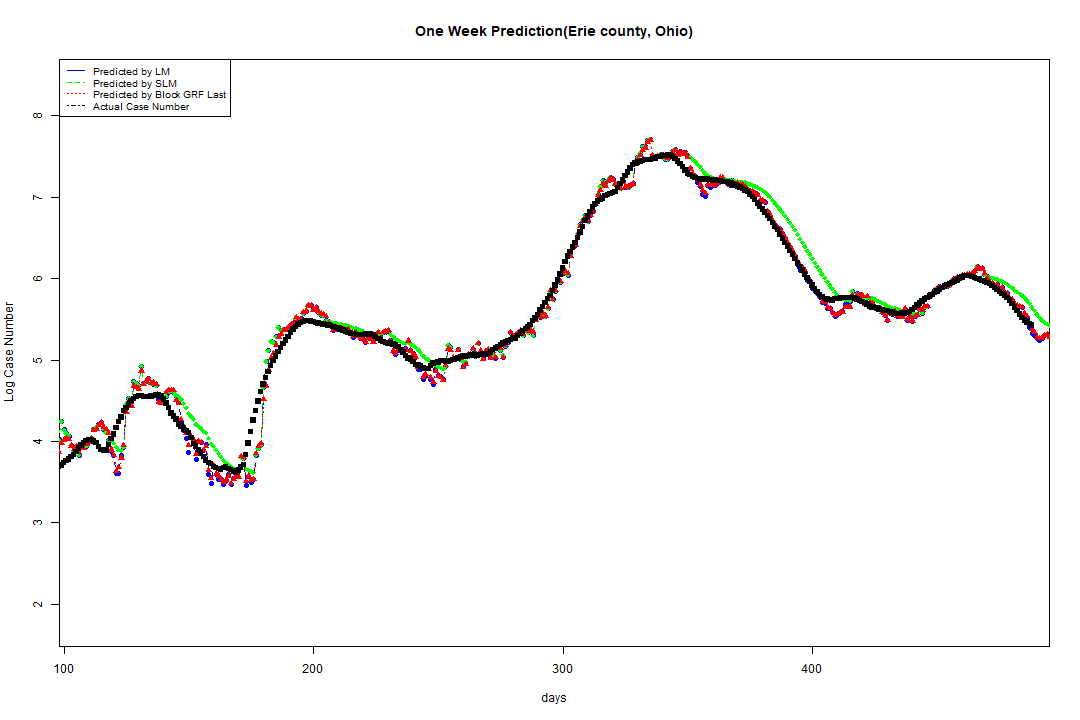 One Week Prediction(Erie county, Ohio)
Predicted by LM
Predicted by SLM
Predicted by Block GRF Last
Actual Case Number
Log Case Number
8
7
6
5
4
3
2
100 200 300 400
days